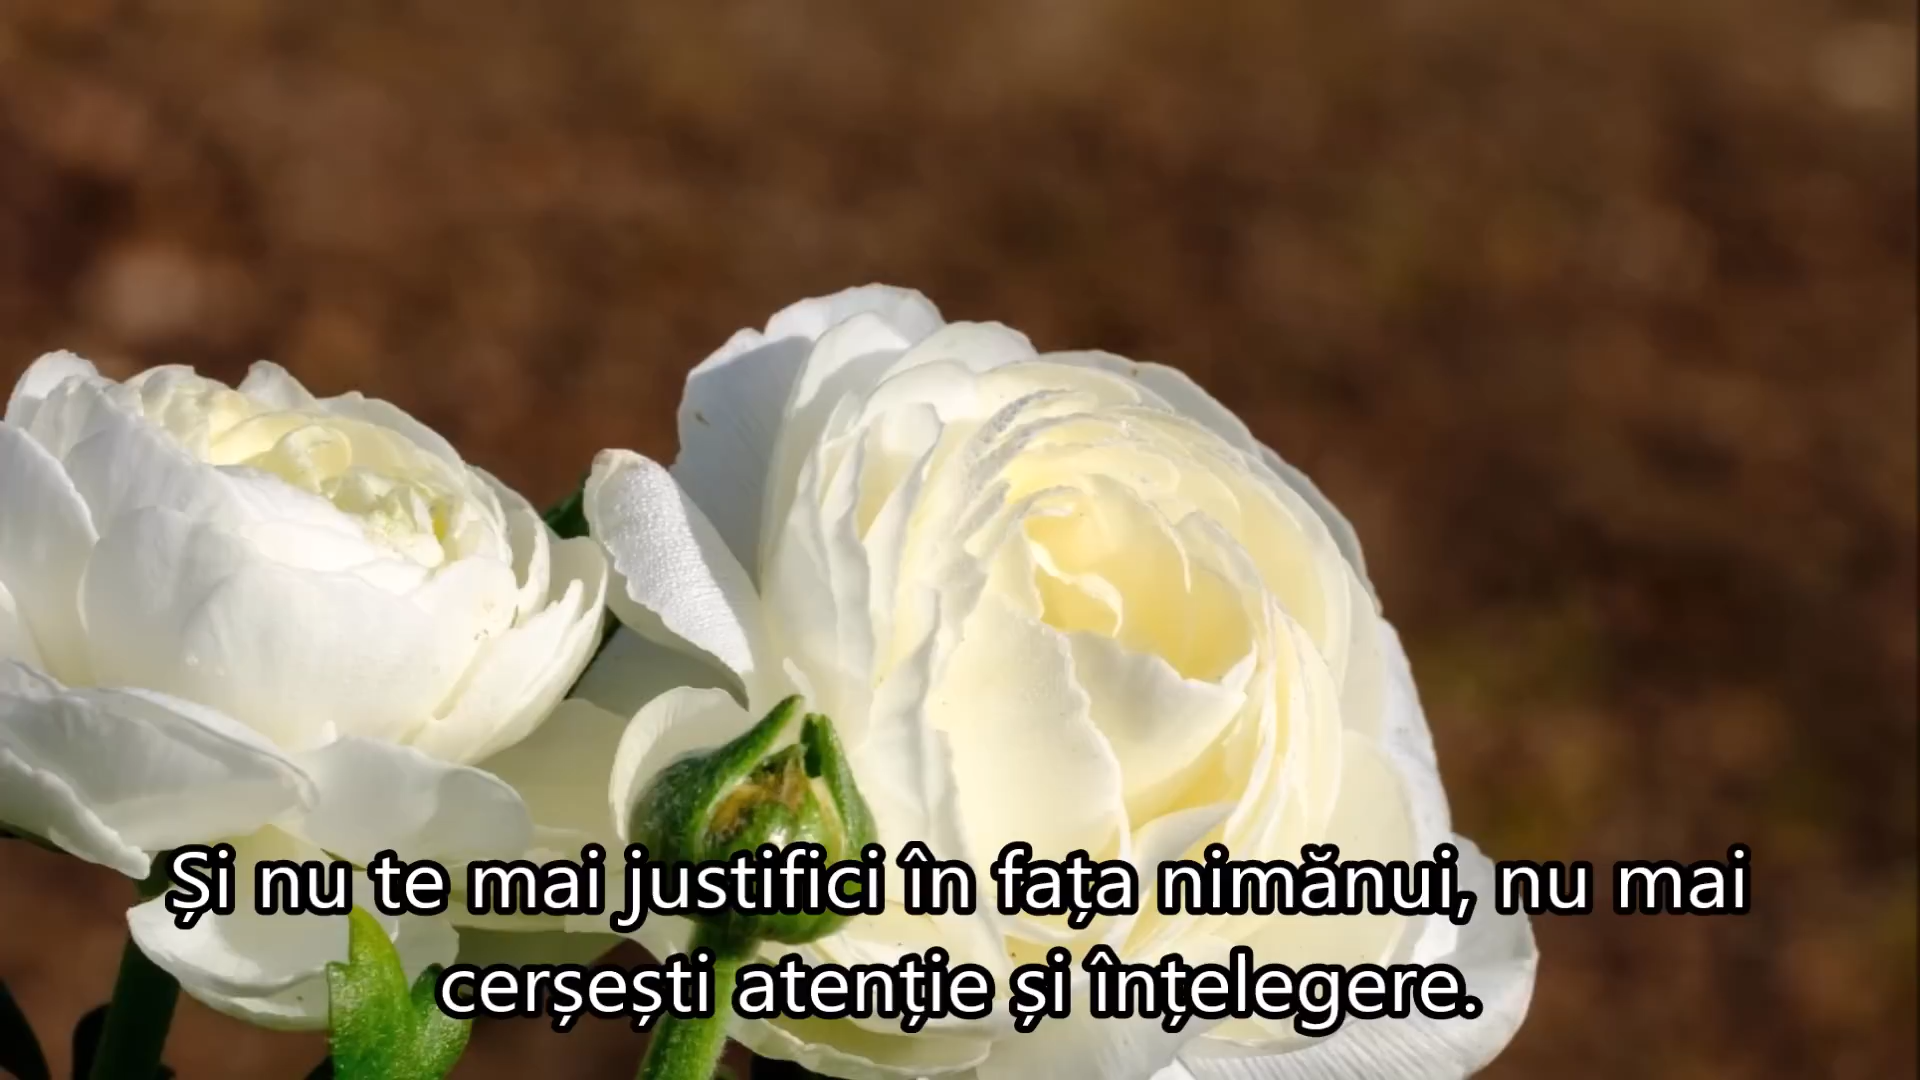 Și nu te mai justifici în fața nimănui, nu mai
cerșești atenție și înțelegere.